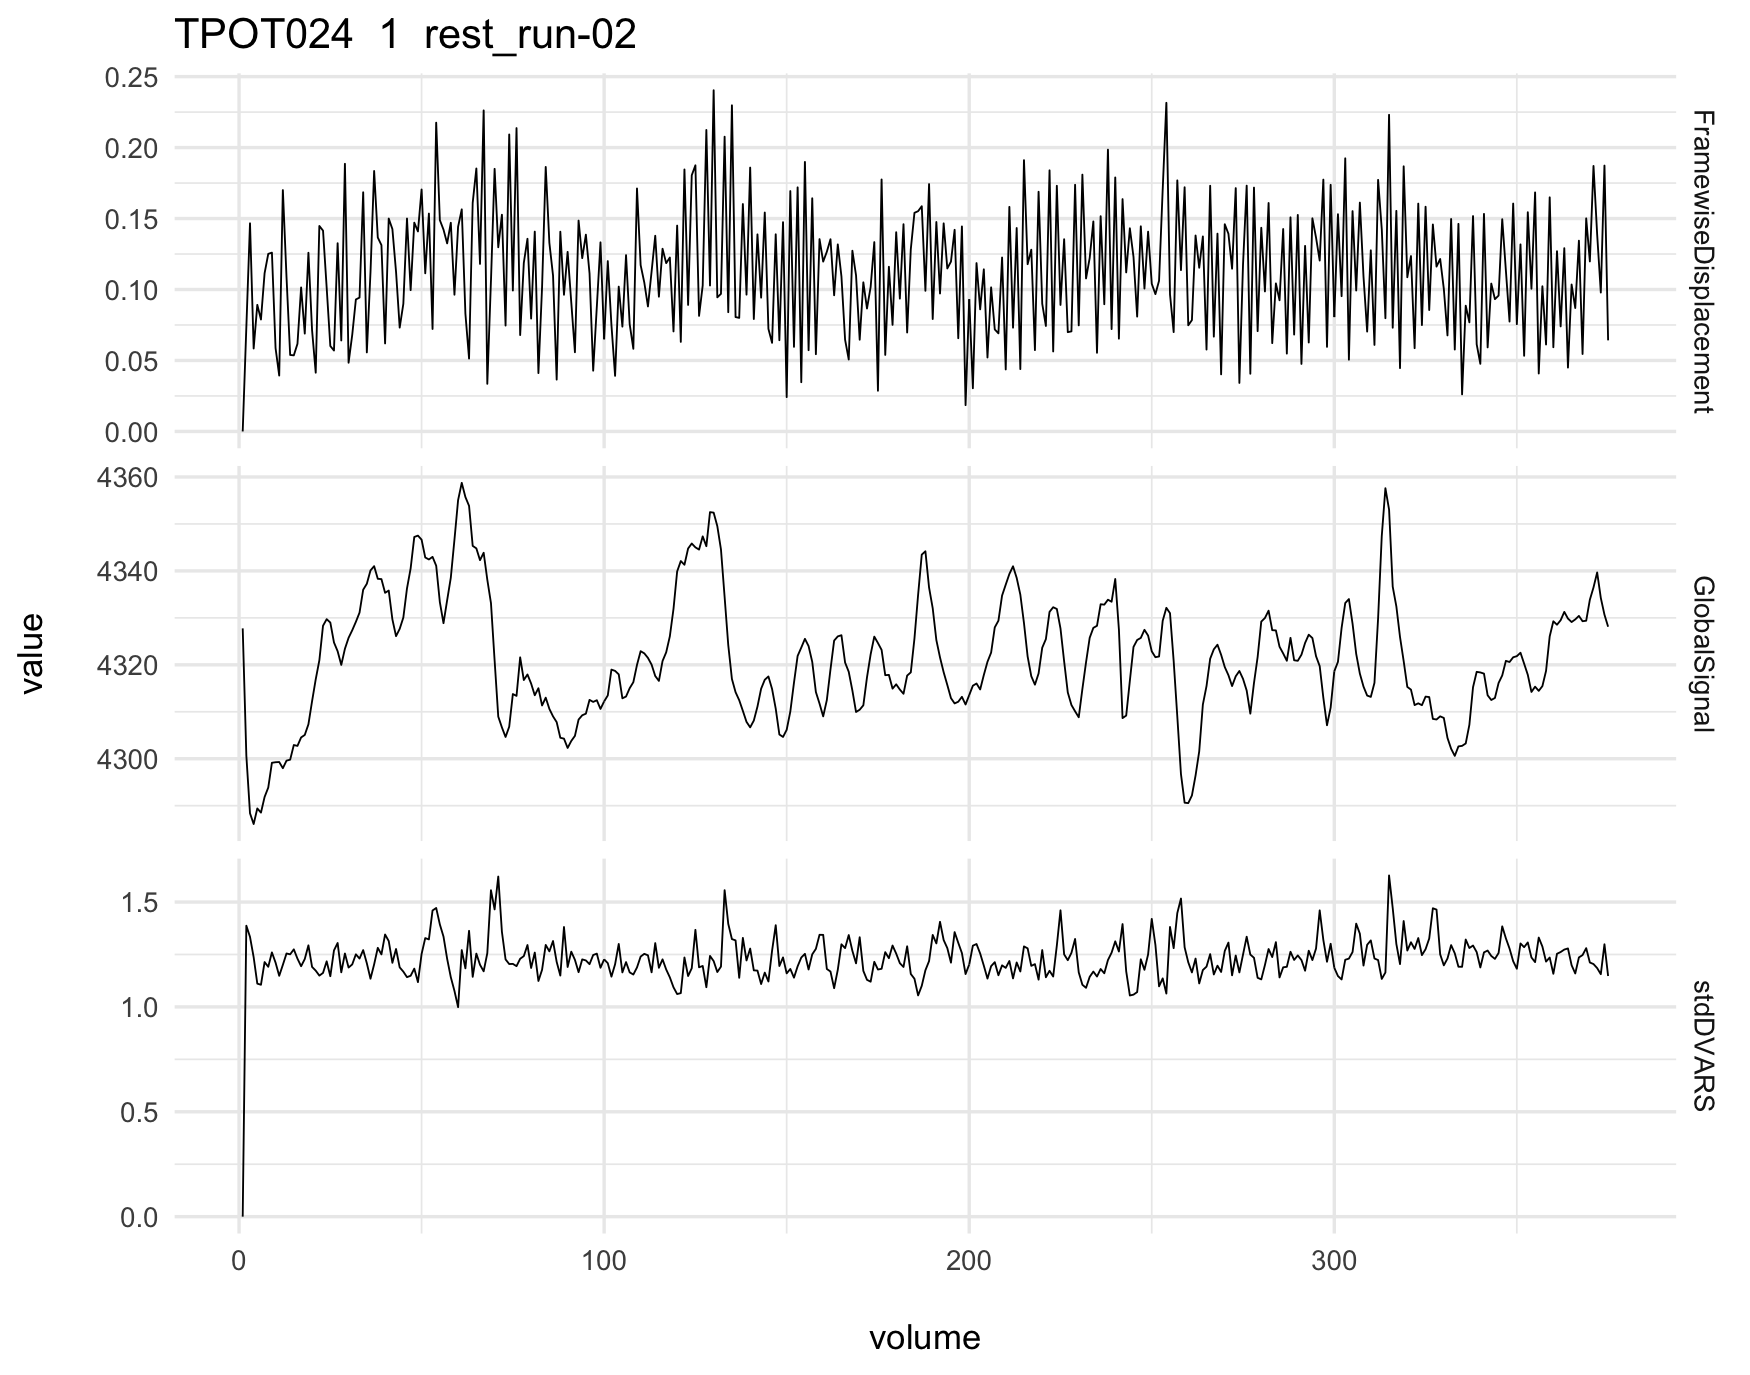 TPOT024 1 rest_run-02
0.25
0.20
0.15
0.10
0.05
0.00
FramewiseDisplacement
4360
4340
4320
4300
GlobalSignal
value
1.5
1.0
0.5
0.0
stdDVARS
0 100 200 300
volume